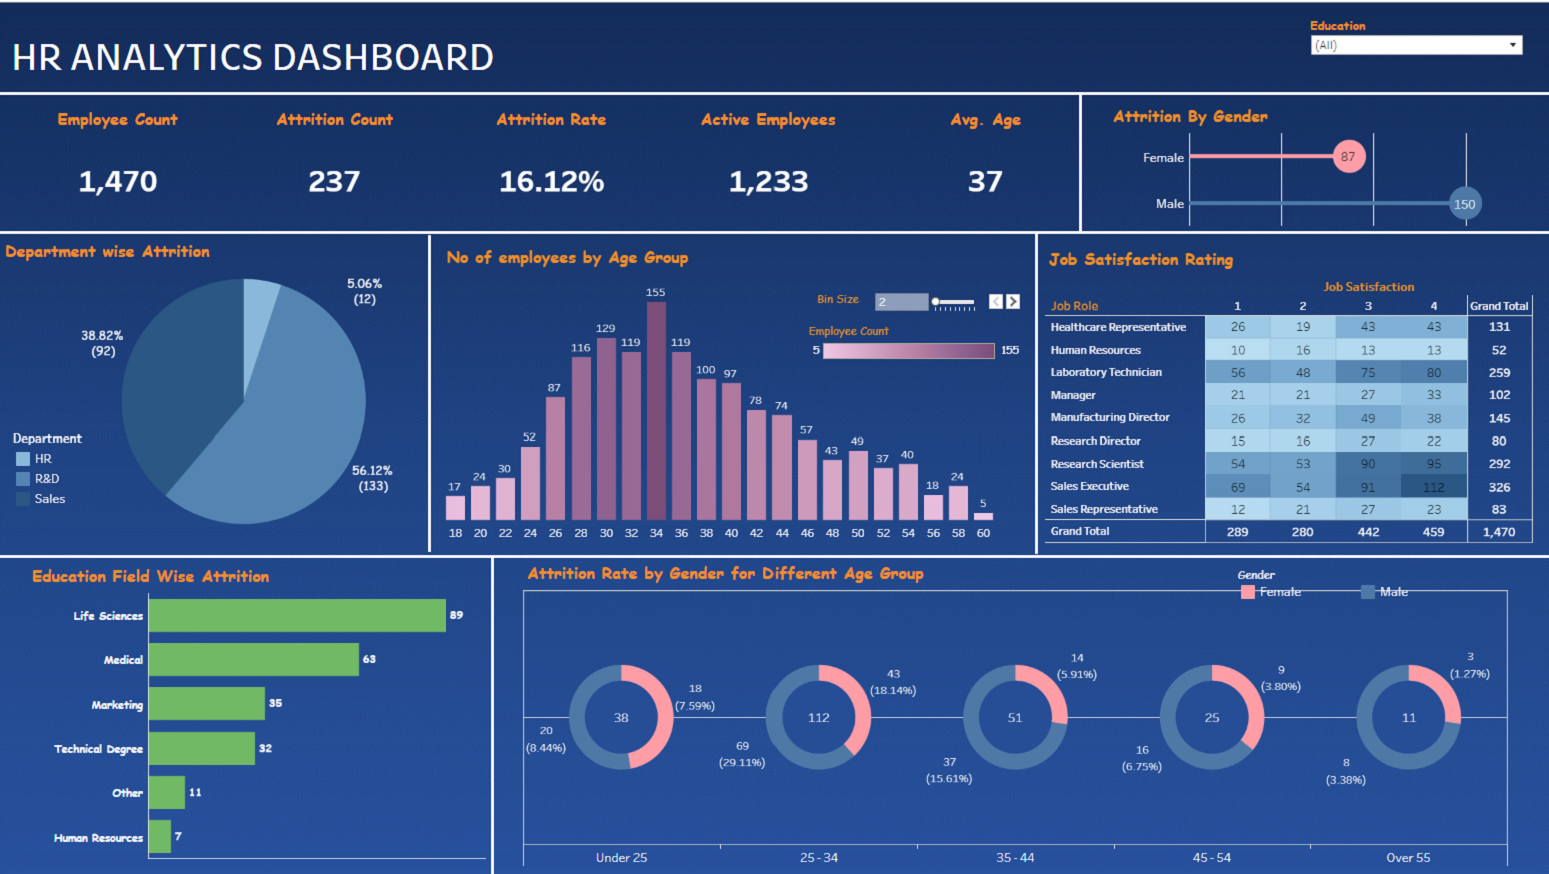 Education
(All)
HR ANALYTICS DASHBOARD
Employee Count Attrition Count Attrition Rate Active Employees Avg. Age
1,470 237 16.12% 1,233 37
Attrition By Gender
Female 87
Male 150
Department wise Attrition
5.06%
(12)
38.82%
(92)
56.12%
(133)
Department
HR
R&D
Sales
No of employees by Age Group
Bin Size 2
Employee Count
5 155
17 24 30 52 87 116 129 119 155 119 100 97 78 74 57 43 49 37 40 18 24 5
18 20 22 24 26 28 30 32 34 36 38 40 42 44 46 48 50 52 54 56 58 60
Job Satisfaction Rating
Job Satisfaction
Job Role 1 2 3 4 Grand Total
Healthcare Representative 26 19 43 43 131
Human Resources 10 16 13 13 52
Laboratory Technician 56 48 75 80 259
Manager 21 21 27 33 102
Manufacturing Director 26 32 49 38 145
Research Director 15 16 27 22 80
Research Scientist 54 53 90 95 292
Sales Executive 69 54 91 112 326
Sales Representative 12 21 27 23 83
Grand Total 289 280 442 459 1,470
Education Field Wise Attrition
Life Sciences 89
Medical 63
Marketing 35
Technical Degree 32
Other 11
Human Resources 7
Attrition Rate by Gender for Different Age Group
Gender
Female Male
18
(7.59%)
38
20
(8.44%)
43
(18.14%)
112
69
(29.11%)
14
(5.91%)
51
37
(15.61%)
9
(3.80%)
25
16
(6.75%)
3
(1.27%)
11
8
(3.38%)
Under 25 25 - 34 35 - 44 45 - 54 Over 55